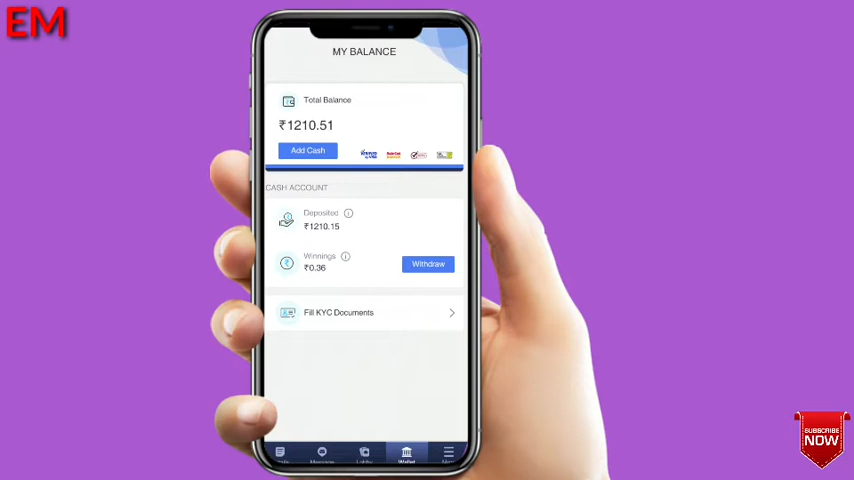 EM
MY BALANCE
Total Balance
₹1210.51
Add Cash
CASH ACCOUNT
Deposited
₹1210.15
Winnings
₹0.36
Withdraw
Fill KYC Documents
SUBSCRIBE
NOW
Wallet